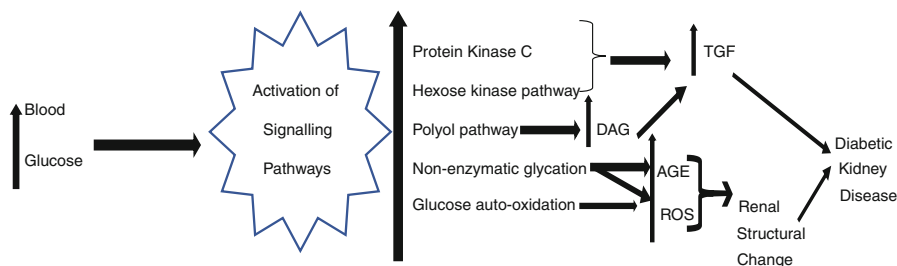 Blood
Glucose
Activation of
Signalling
Pathways
Protein Kinase C
Hexose kinase pathway
Polyol pathway
Non-enzymatic glycation
Glucose auto-oxidation
TGF
DAG
AGE
ROS
Renal
Structural
Change
Diabetic
Kidney
Disease